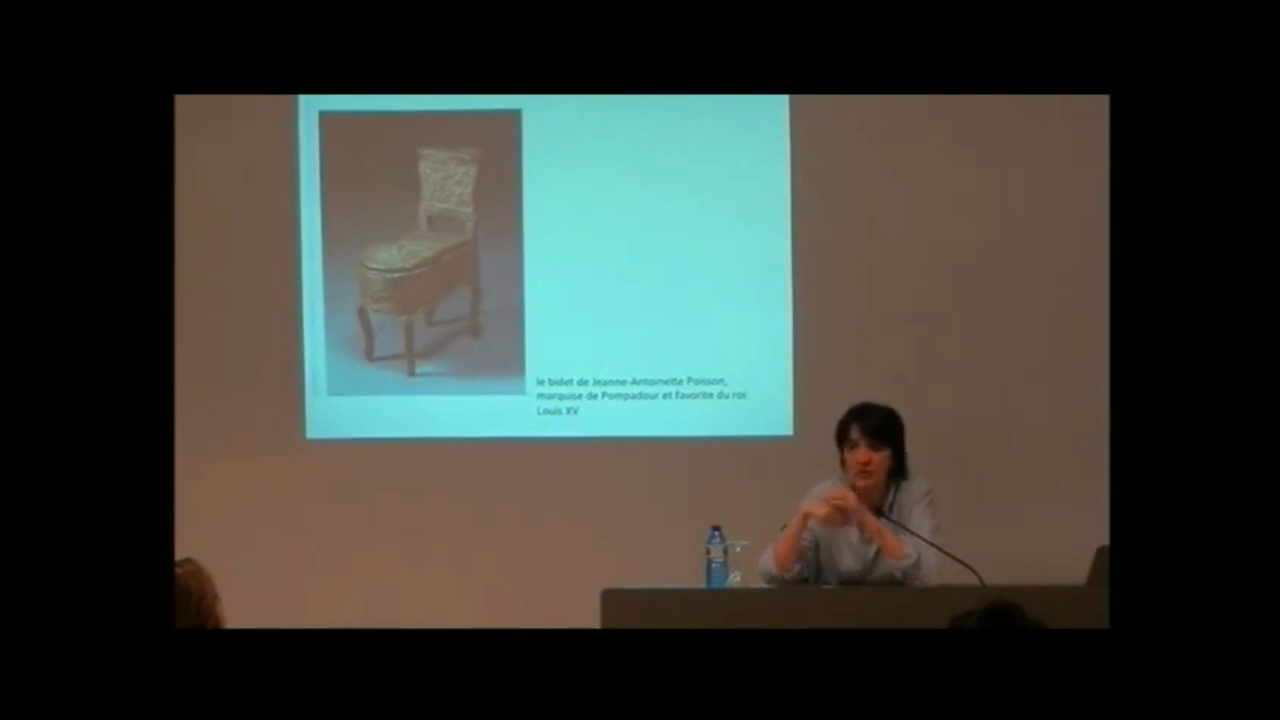 le bidet de Jeanne-Antoinette Poisson,
marquise de Pompadour et favorite du roi
Louis XV